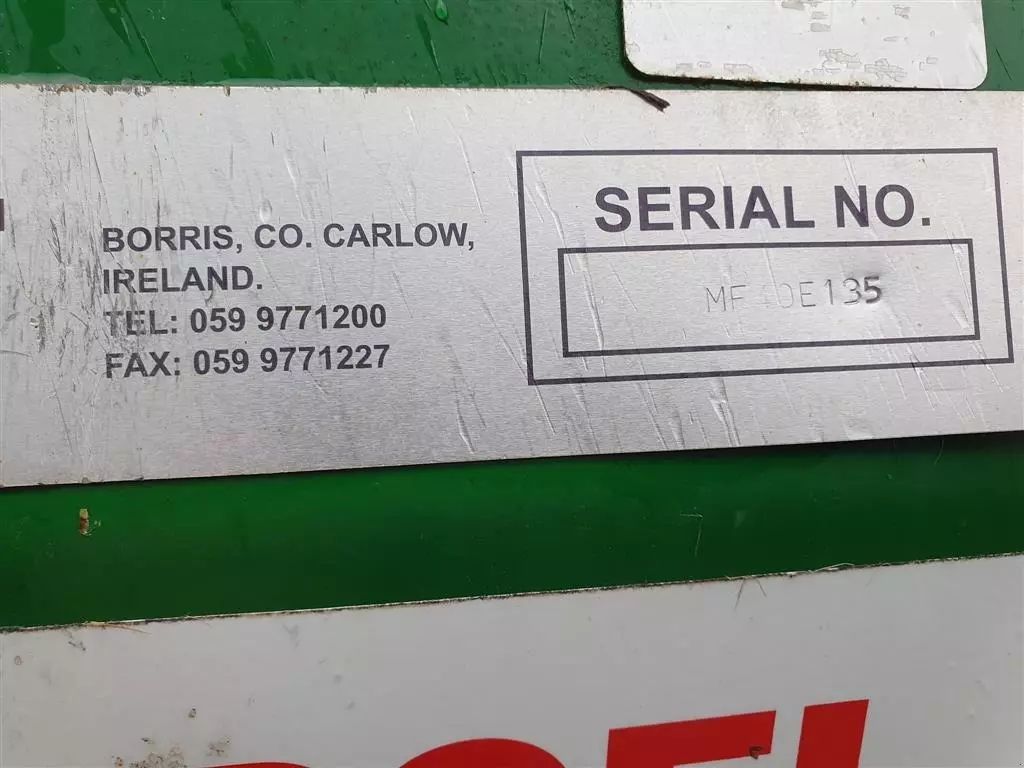 BORRIS, CO. CARLOW,
IRELAND.
TEL: 059 9771200
FAX: 059 9771227
SERIAL NO.